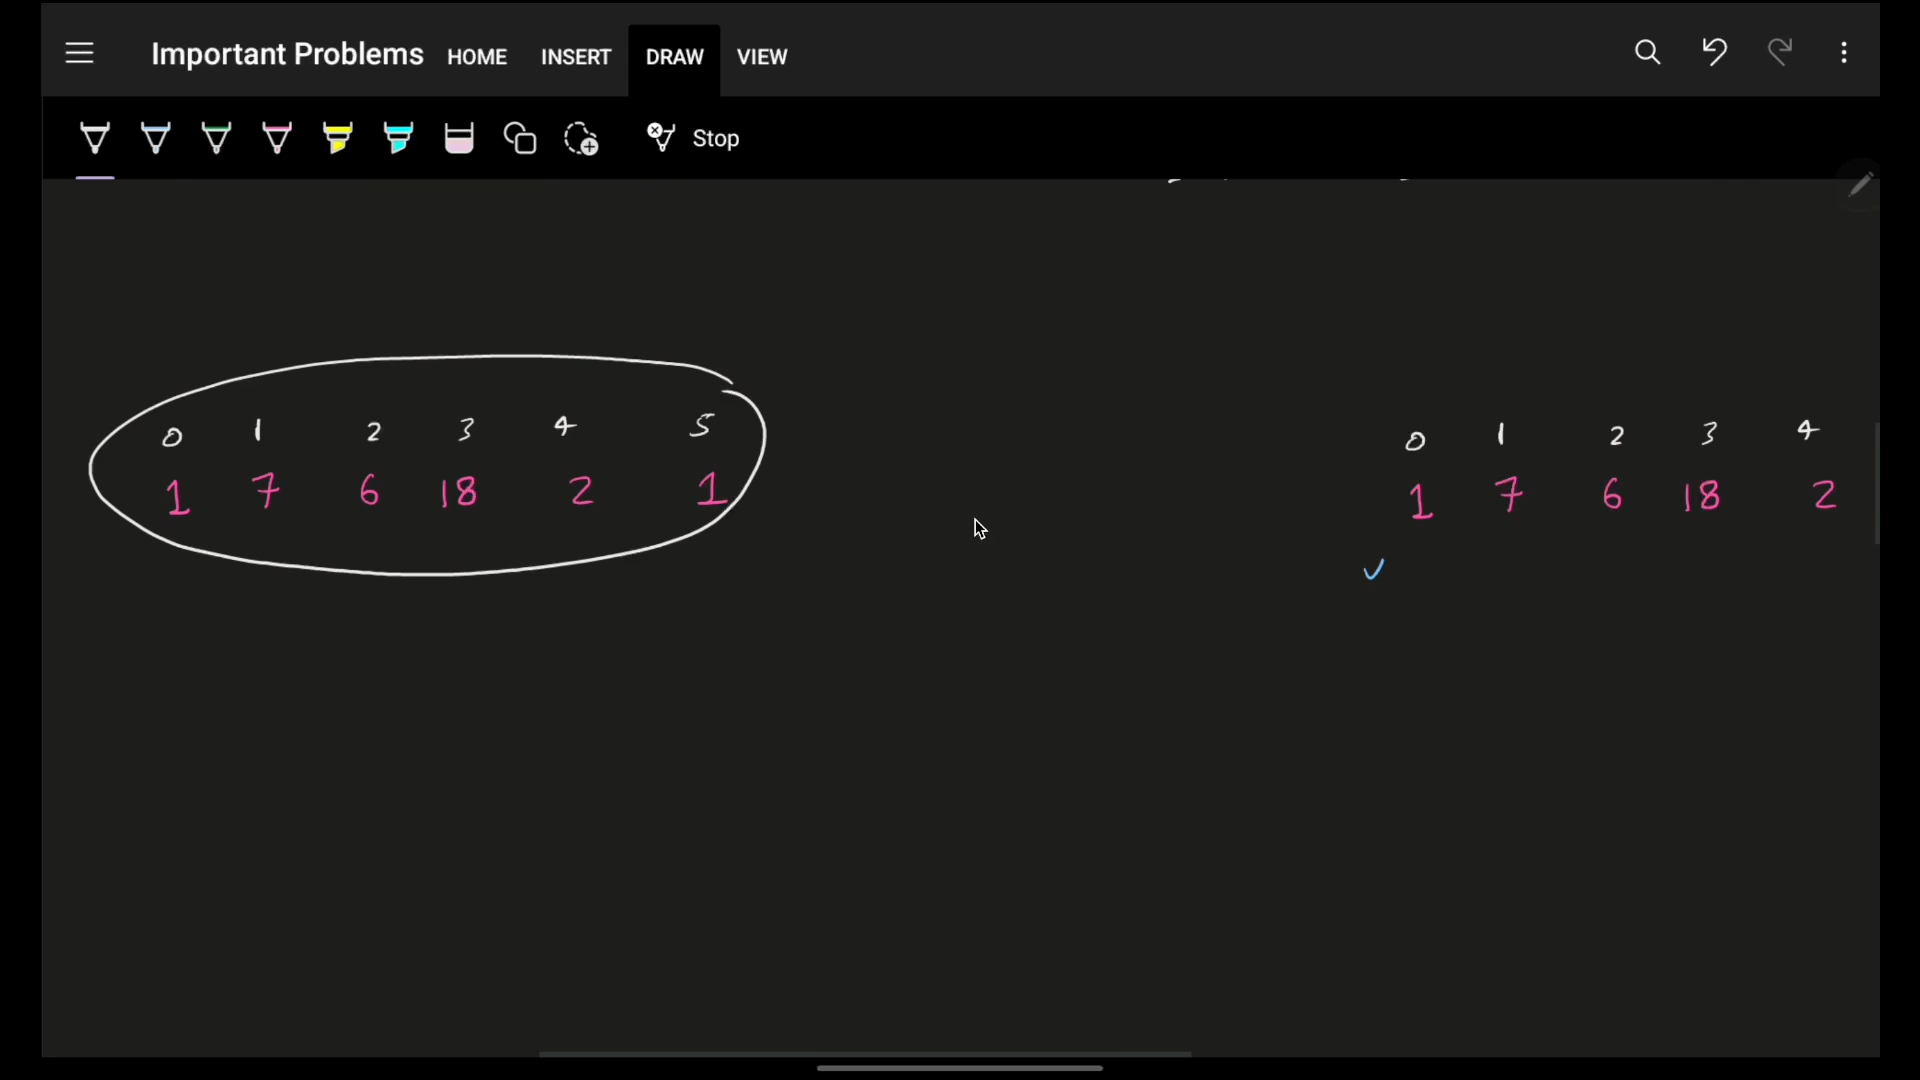 Important Problems HOME INSERT DRAW VIEW
Stop
0 1 2 3 4 5
1 7 6 18 2 1
0 1 2 3 4
1 7 6 18 2